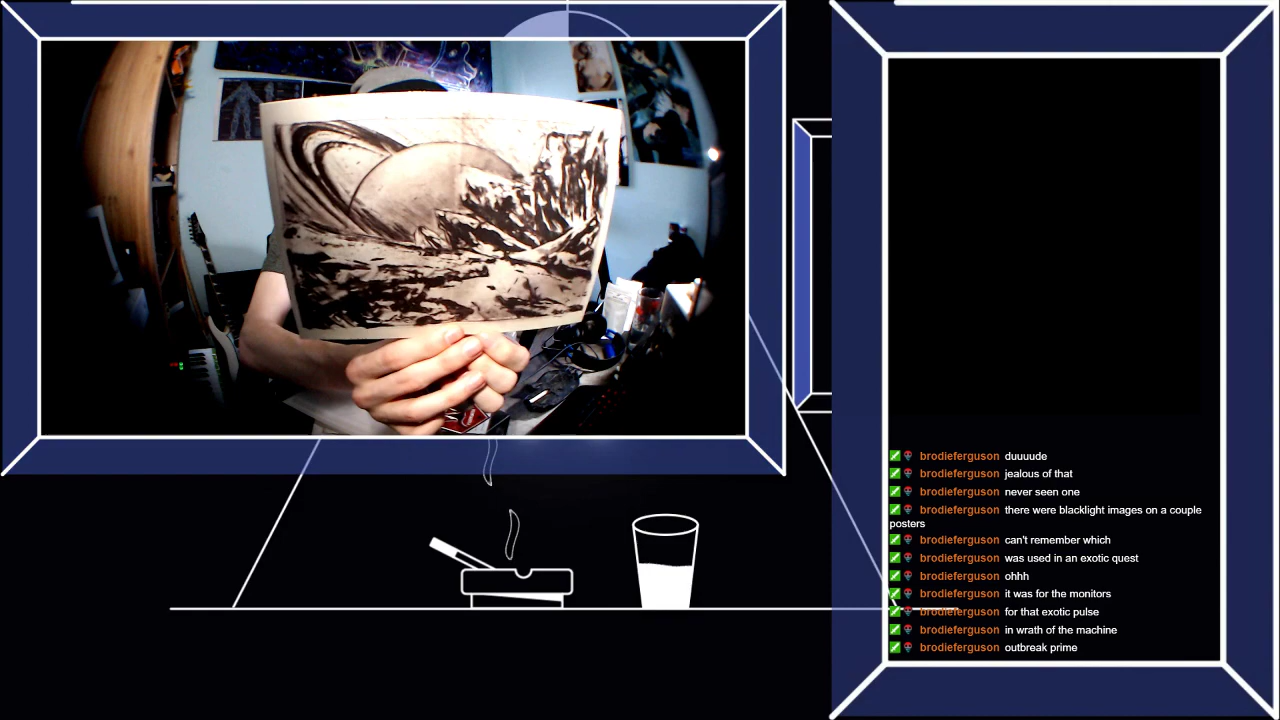 brodieferguson duuuude
brodieferguson jealous of that
brodieferguson never seen one
brodieferguson there were blacklight images on a couple
posters
brodieferguson can't remember which
brodieferguson was used in an exotic quest
brodieferguson ohhh
brodieferguson it was for the monitors
brodieferguson for that exotic pulse
brodieferguson in wrath of the machine
brodieferguson outbreak prime